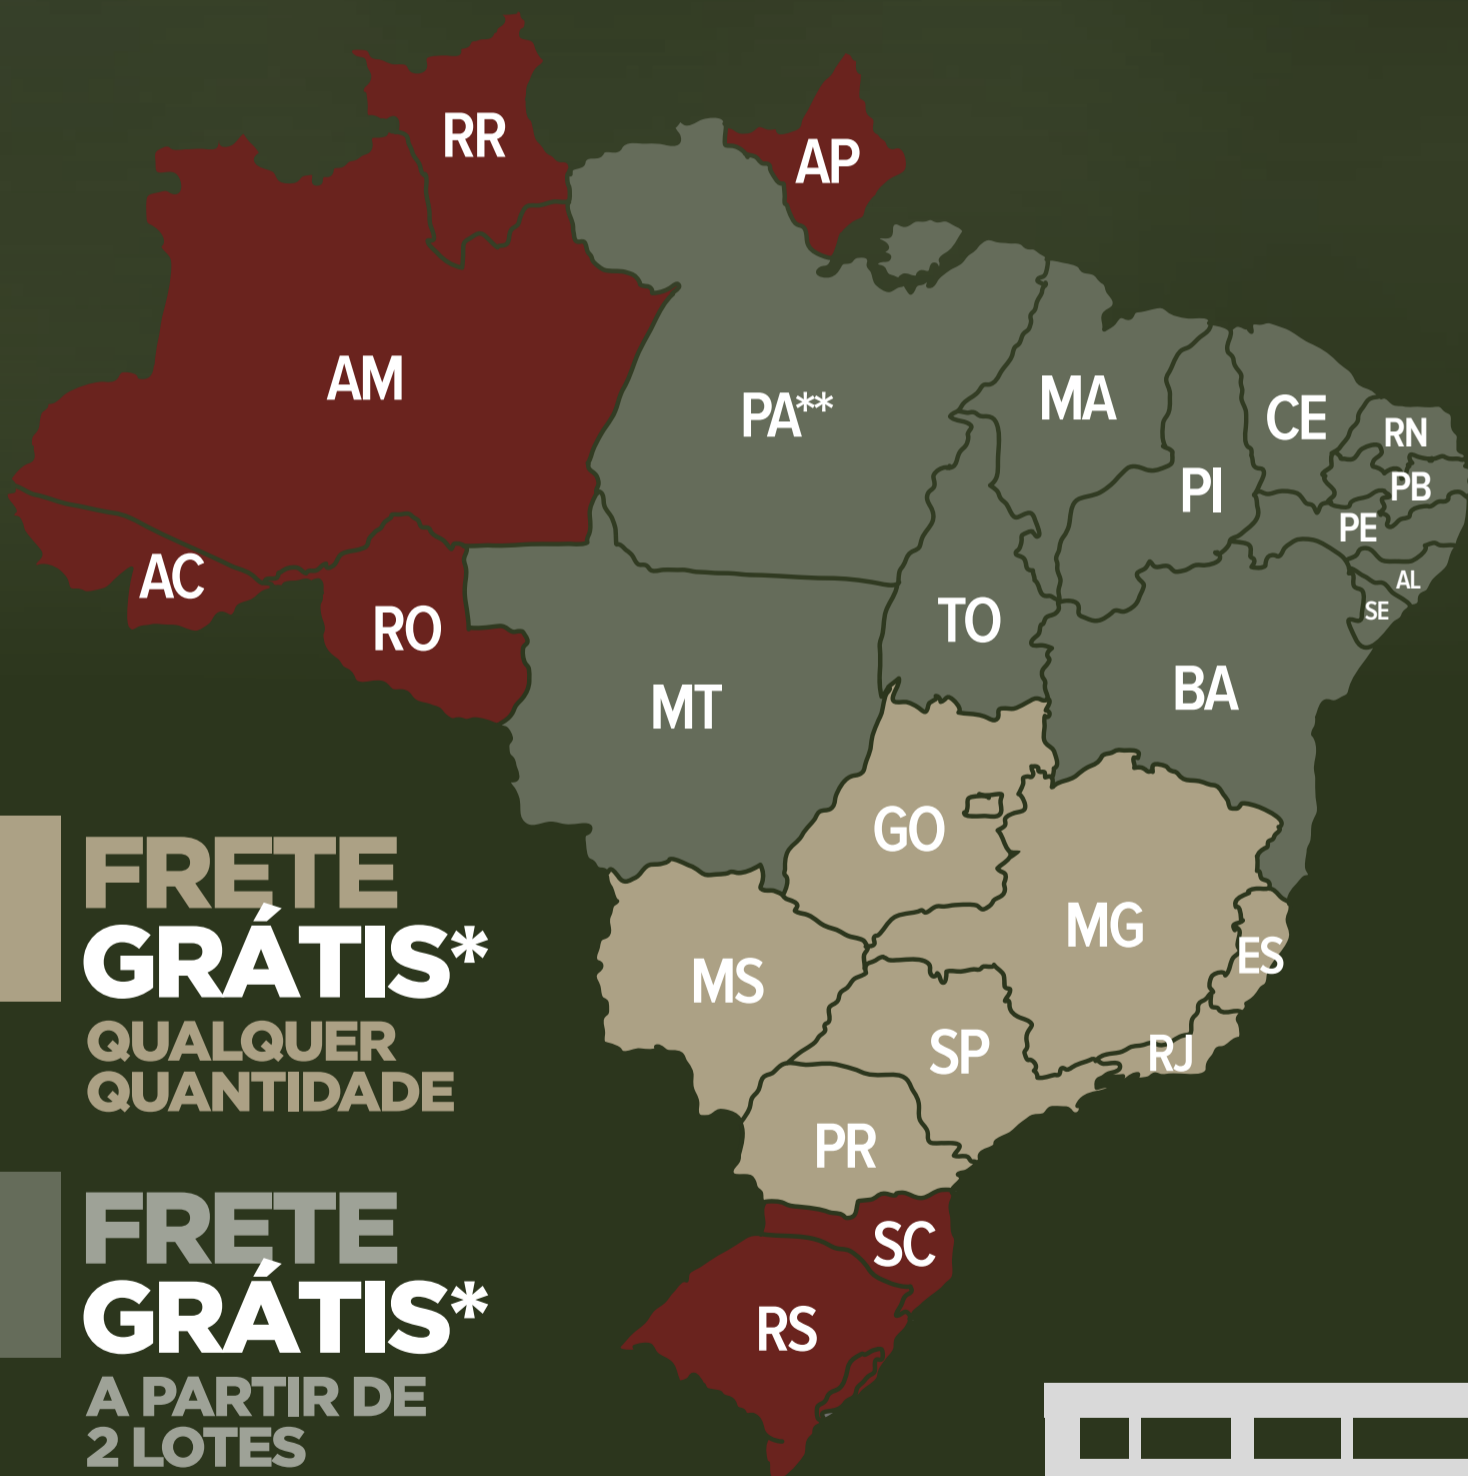 RR
AP
AM
PA**
MA
CE
RN
PI
PB
PE
AC
AL
RO
TO
SE
MT
BA
GO
MG
ES
MS
SP
RJ
PR
SC
RS
FRETE
GRÁTIS*
QUALQUER
QUANTIDADE
FRETE
GRÁTIS*
A PARTIR DE
2 LOTES